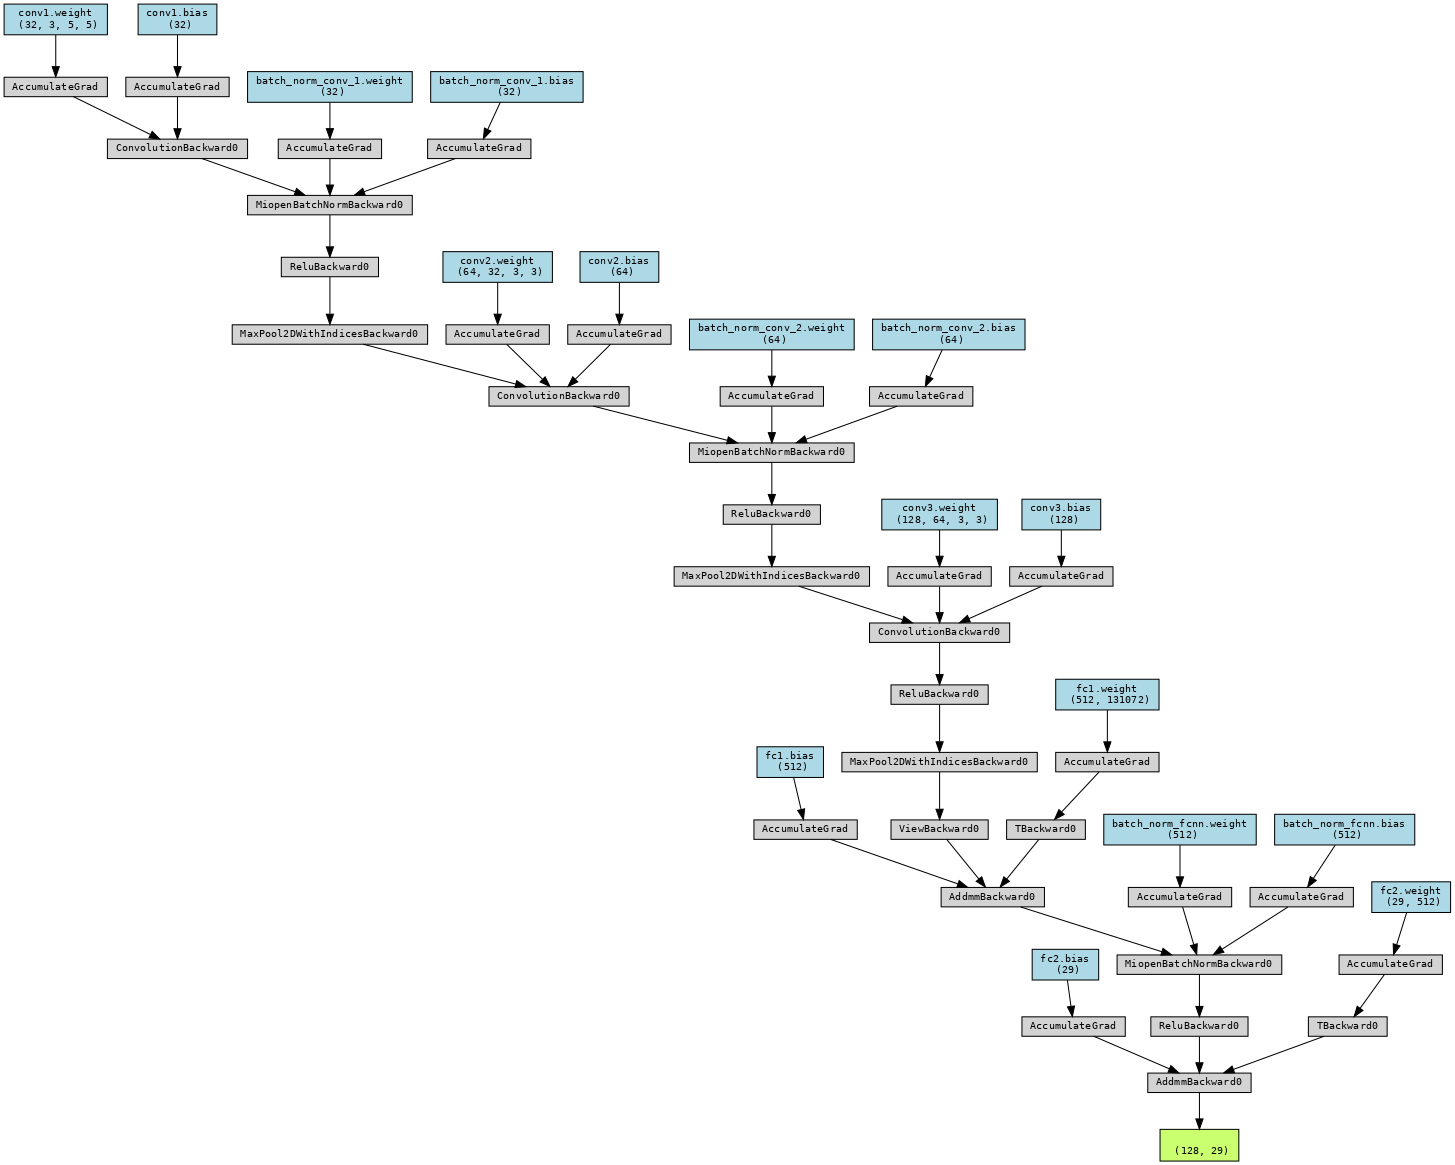 conv1.weight
(32, 3, 5, 5)
conv1.bias
(32)
AccumulateGrad
AccumulateGrad
batch_norm_conv_1.weight
(32)
batch_norm_conv_1.bias
(32)
ConvolutionBackward0
AccumulateGrad
AccumulateGrad
MiopenBatchNormBackward0
ReluBackward0
conv2.weight
(64, 32, 3, 3)
conv2.bias
(64)
MaxPool2DWithIndicesBackward0
AccumulateGrad
AccumulateGrad
batch_norm_conv_2.weight
(64)
batch_norm_conv_2.bias
(64)
ConvolutionBackward0
AccumulateGrad
AccumulateGrad
MiopenBatchNormBackward0
ReluBackward0
conv3.weight
(128, 64, 3, 3)
conv3.bias
(128)
MaxPool2DWithIndicesBackward0
AccumulateGrad
AccumulateGrad
ConvolutionBackward0
ReluBackward0
fc1.weight
(512, 131072)
fc1.bias
(512)
MaxPool2DWithIndicesBackward0
AccumulateGrad
AccumulateGrad
ViewBackward0
TBackward0
batch_norm_fcnn.weight
(512)
batch_norm_fcnn.bias
(512)
AddmmBackward0
AccumulateGrad
AccumulateGrad
fc2.weight
(29, 512)
fc2.bias
(29)
MiopenBatchNormBackward0
AccumulateGrad
AccumulateGrad
ReluBackward0
TBackward0
AddmmBackward0
(128, 29)